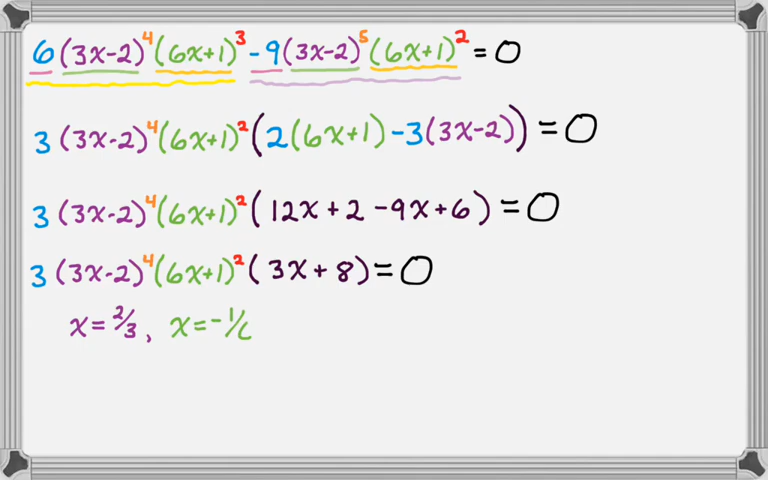 6(3x-2)⁴(6x+1)³-9(3x-2)⁵(6x+1)²=0
3(3x-2)⁴(6x+1)²(2(6x+1)-3(3x-2))=0
3(3x-2)⁴(6x+1)²(12x+2-9x+6)=0
3(3x-2)⁴(6x+1)²(3x+8)=0
x=2/3, x=-1/